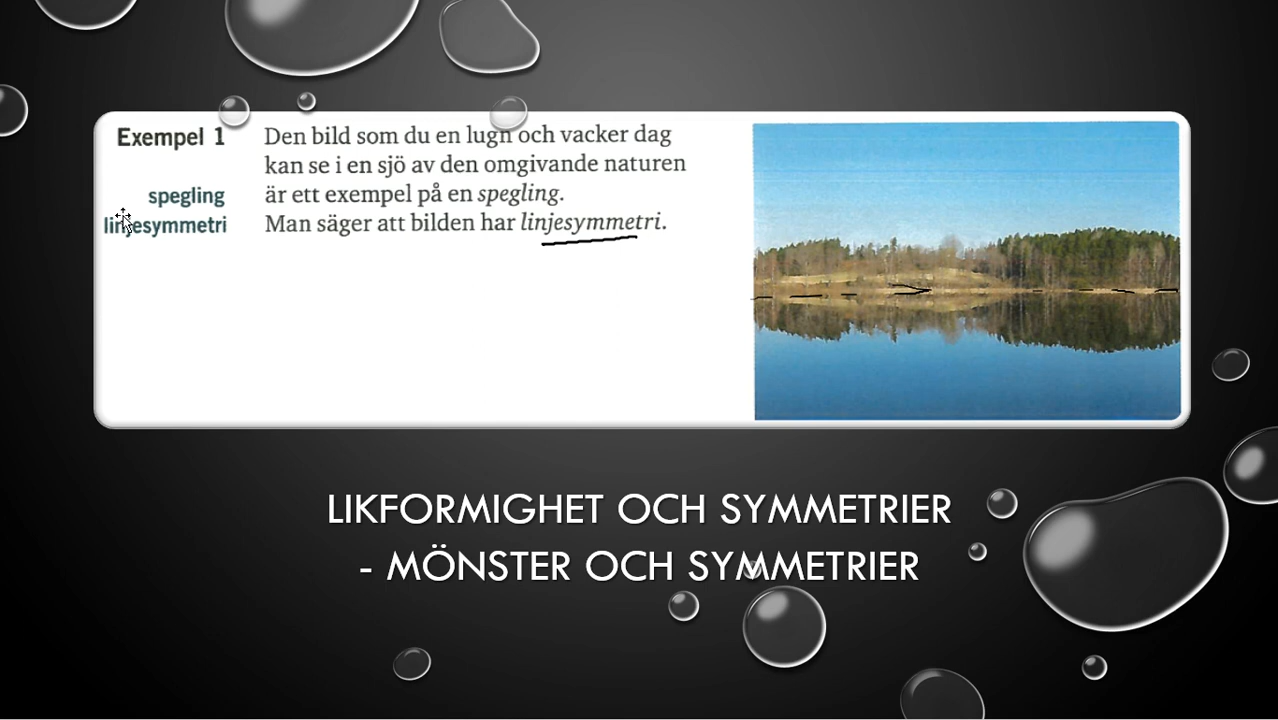 Exempel 1
Den bild som du en lugn och vacker dag
kan se i en sjö av den omgivande naturen
spegling
är ett exempel på en spegling.
linjesymmetri
Man säger att bilden har linjesymmetri.
LIKFORMIGHET OCH SYMMETRIER
- MÖNSTER OCH SYMMETRIER